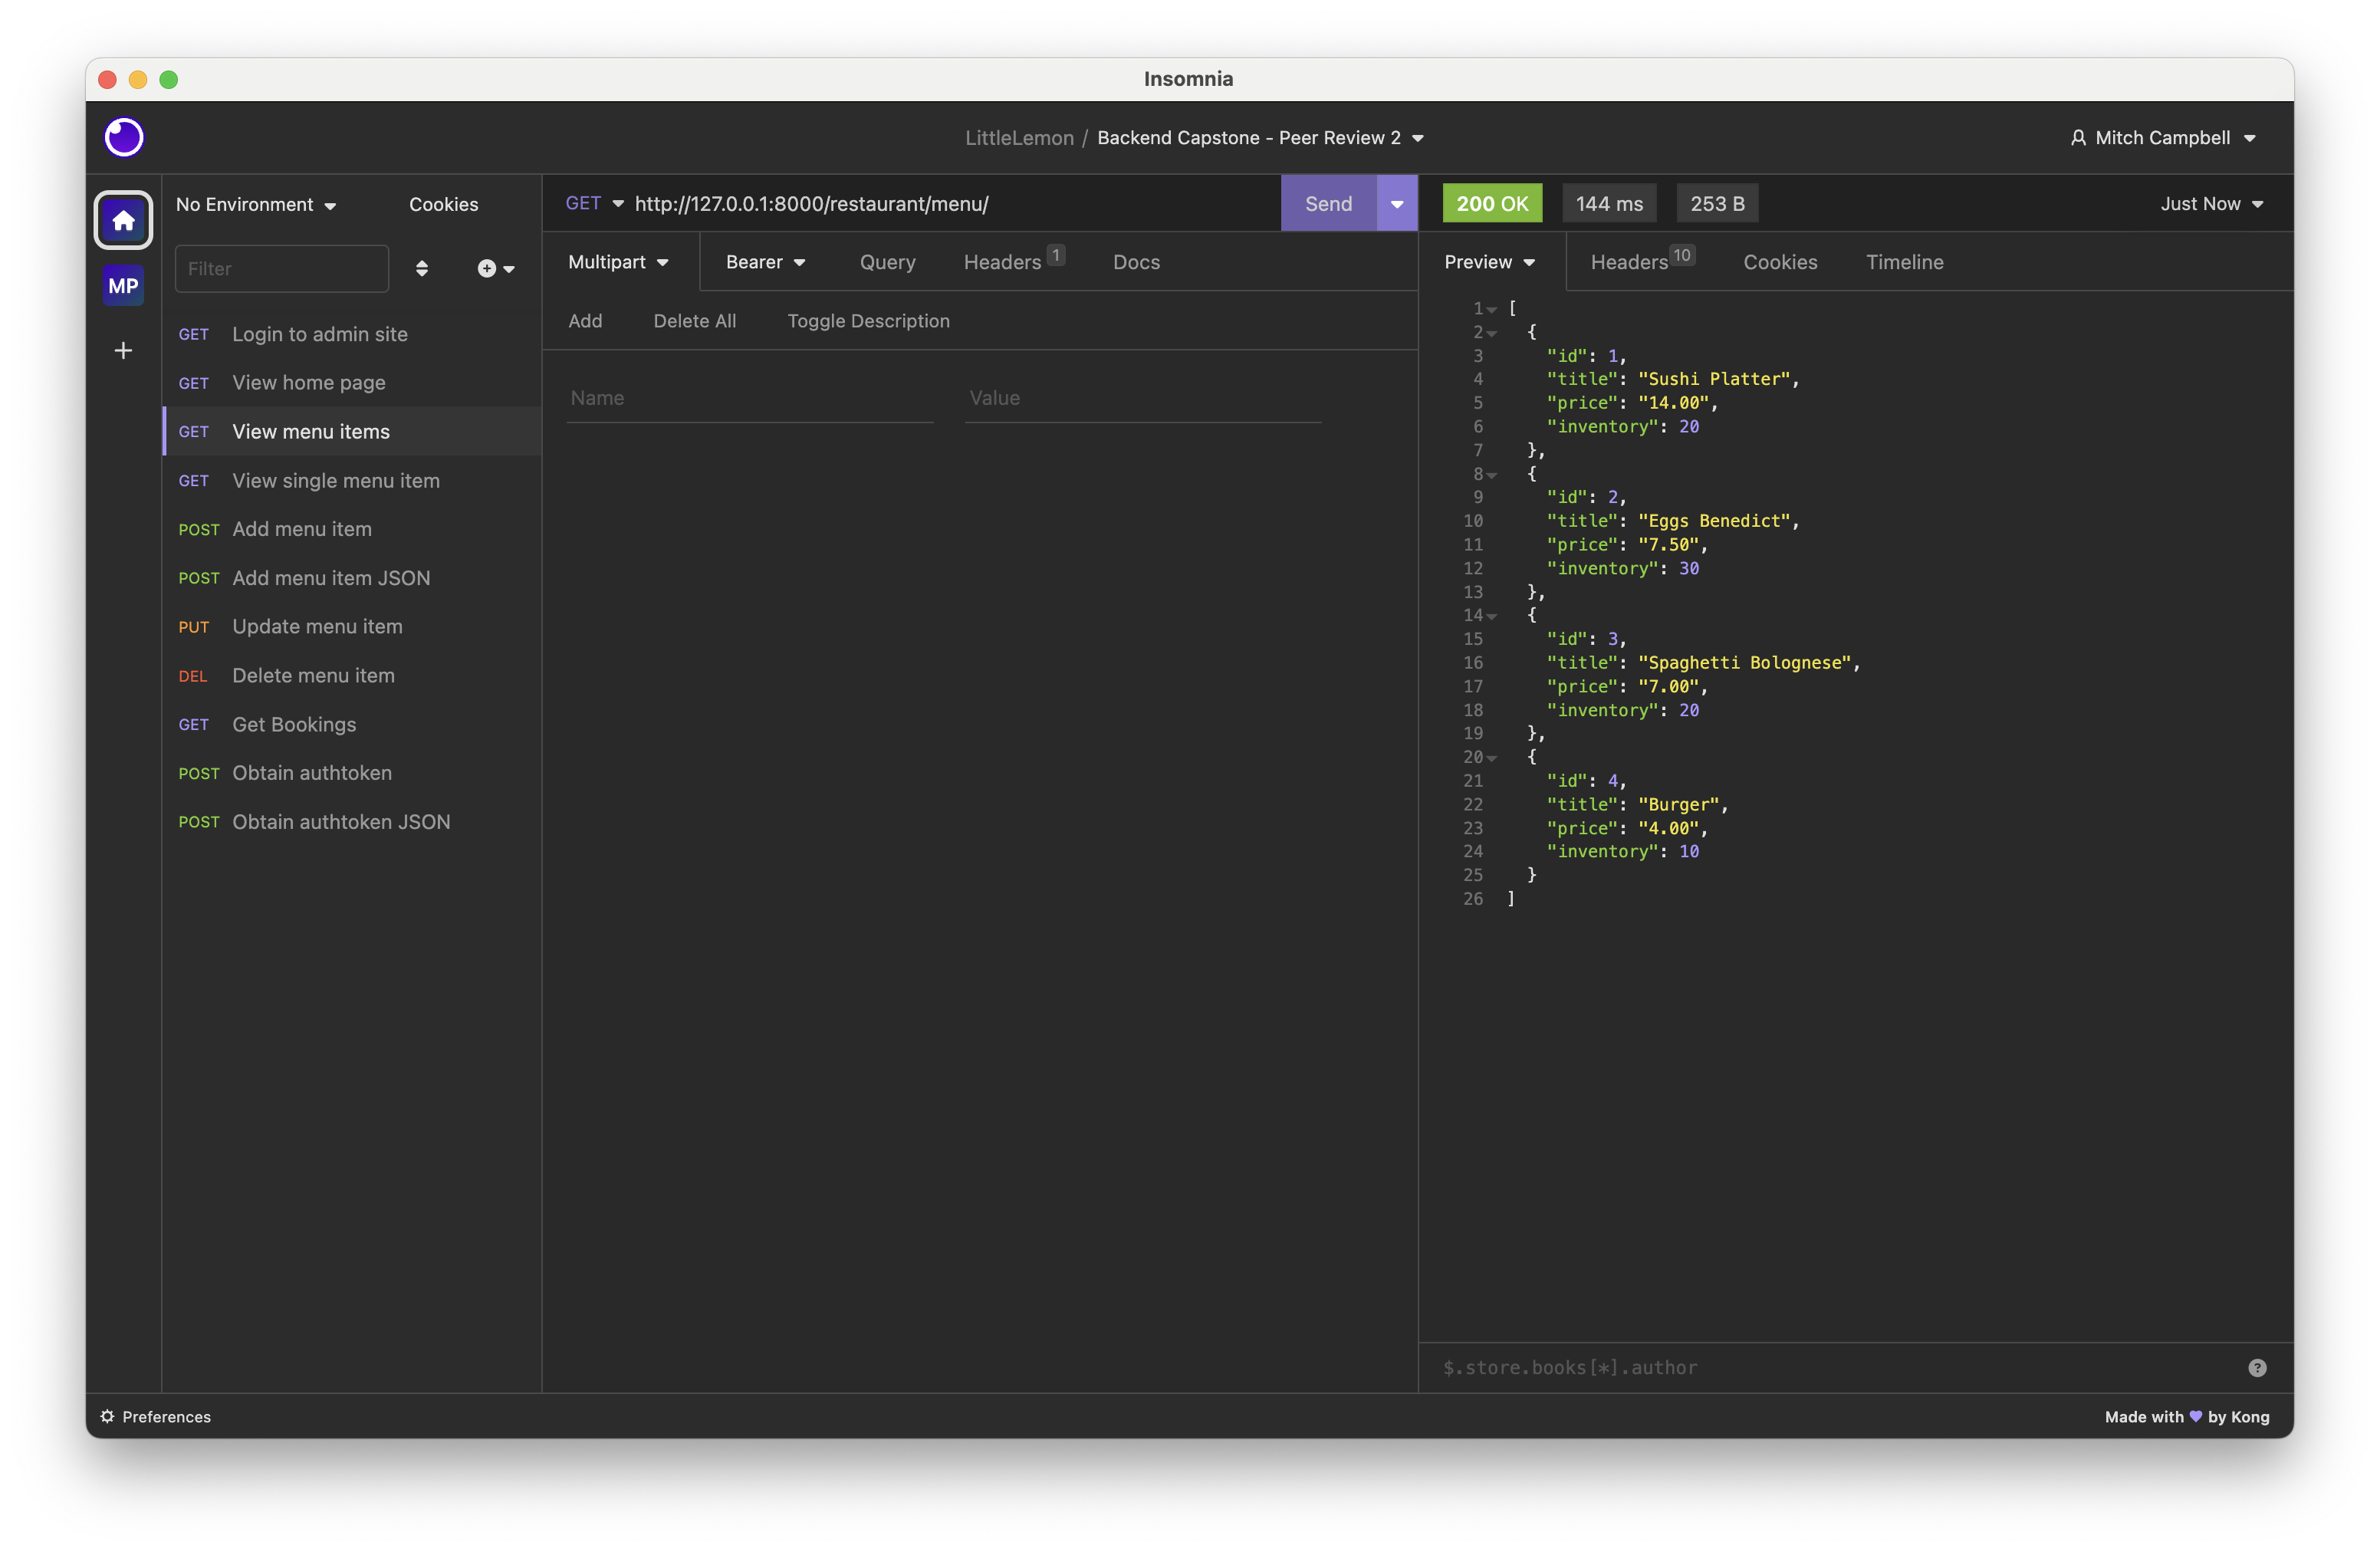 Insomnia
LittleLemon / Backend Capstone - Peer Review 2
Mitch Campbell
MP
No Environment
Cookies
Filter
GET Login to admin site
GET View home page
GET View menu items
GET View single menu item
POST Add menu item
POST Add menu item JSON
PUT Update menu item
DEL Delete menu item
GET Get Bookings
POST Obtain authtoken
POST Obtain authtoken JSON
GET http://127.0.0.1:8000/restaurant/menu/
Send
Multipart Bearer Query Headers 1 Docs
Add Delete All Toggle Description
Name Value
200 OK 144 ms 253 B Just Now
Preview Headers 10 Cookies Timeline
1 [
2 {
3 "id": 1,
4 "title": "Sushi Platter",
5 "price": "14.00",
6 "inventory": 20
7 },
8 {
9 "id": 2,
10 "title": "Eggs Benedict",
11 "price": "7.50",
12 "inventory": 30
13 },
14 {
15 "id": 3,
16 "title": "Spaghetti Bolognese",
17 "price": "7.00",
18 "inventory": 20
19 },
20 {
21 "id": 4,
22 "title": "Burger",
23 "price": "4.00",
24 "inventory": 10
25 }
26 ]
$.store.books[*].author
?
Preferences
Made with ♥ by Kong